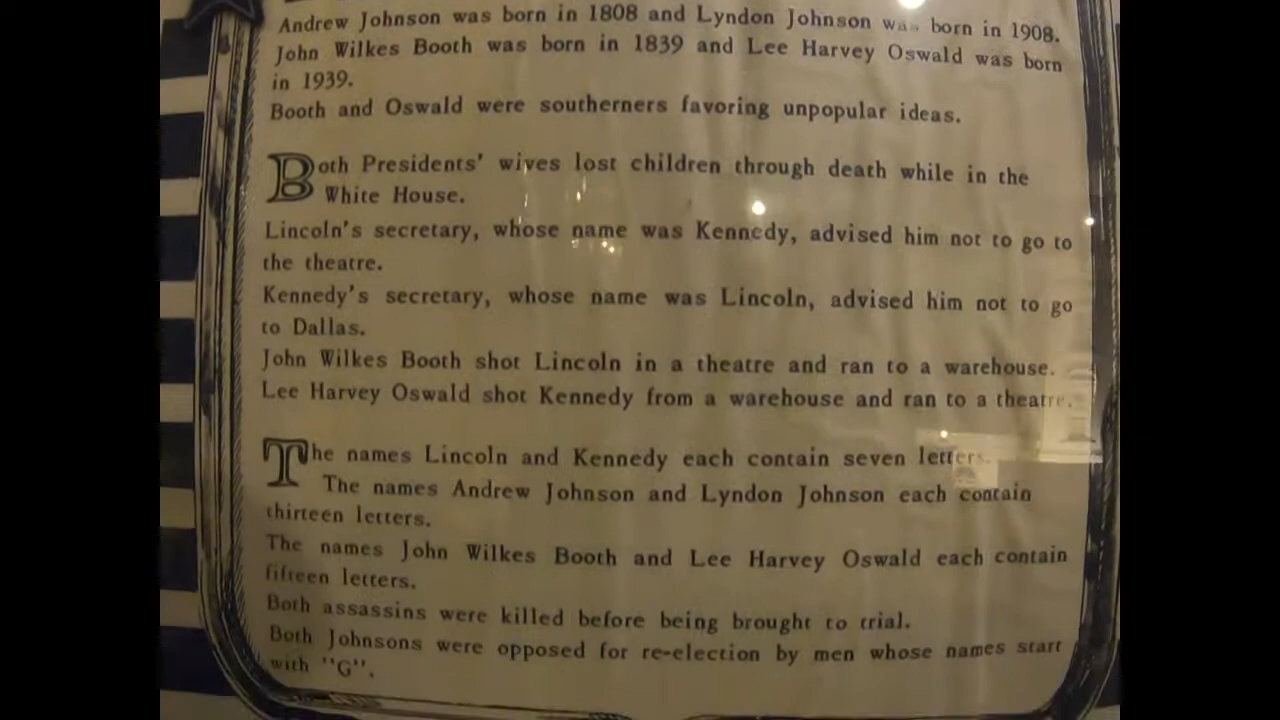 Andrew Johnson was born in 1808 and Lyndon Johnson was born in 1908.
John Wilkes Booth was born in 1839 and Lee Harvey Oswald was born
in 1939.
Booth and Oswald were southerners favoring unpopular ideas.
Both Presidents' wives lost children through death while in the
White House.
Lincoln's secretary, whose name was Kennedy, advised him not to go to
the theatre.
Kennedy's secretary, whose name was Lincoln, advised him not to go
to Dallas.
John Wilkes Booth shot Lincoln in a theatre and ran to a warehouse.
Lee Harvey Oswald shot Kennedy from a warehouse and ran to a theatre.
The names Lincoln and Kennedy each contain seven letters.
The names Andrew Johnson and Lyndon Johnson each contain
thirteen letters.
The names John Wilkes Booth and Lee Harvey Oswald each contain
fifteen letters.
Both assassins were killed before being brought to trial.
Both Johnsons were opposed for re-election by men whose names start
with "G".